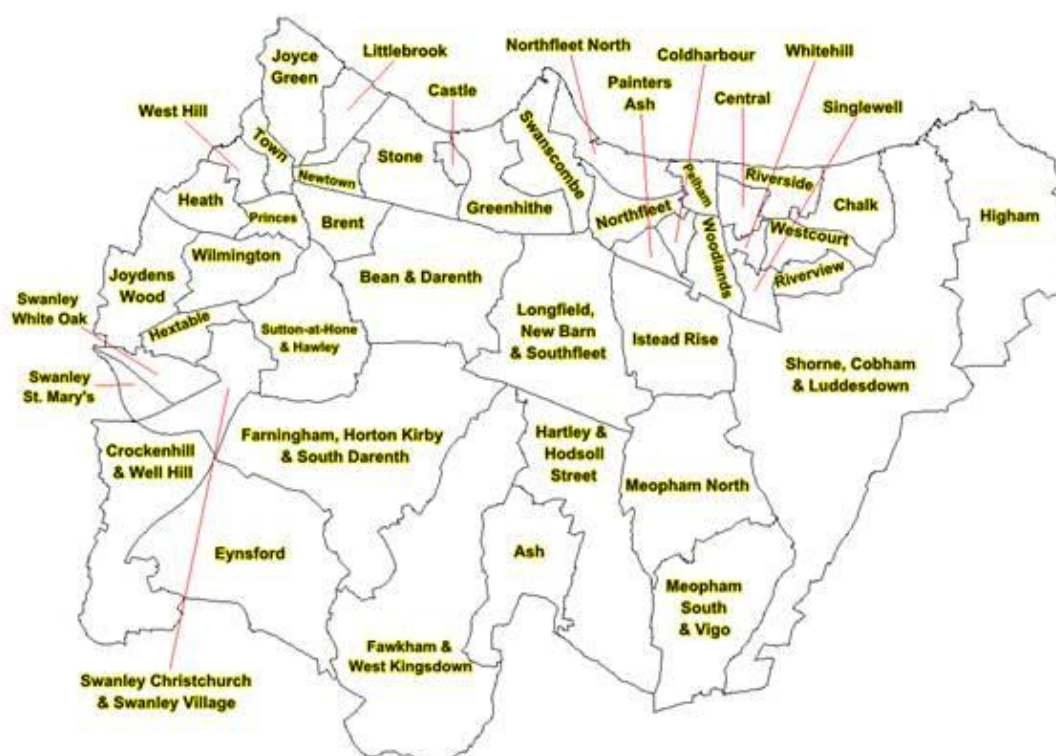 Joyce
Green
Littlebrook
Northfleet North
Coldharbour
Whitehill
Painters
Ash
Castle
Central
Singlewell
West Hill
Town
Stone
Swanscombe
Newtown
Pelham
Riverside
Heath
Princes
Brent
Greenhithe
Northfleet
Chalk
Higham
Wilmington
Westcourt
Woodlands
Joydens
Wood
Bean & Darenth
Riverview
Swanley
White Oak
Hextable
Sutton-at-Hone
& Hawley
Longfield,
New Barn
& Southfleet
Istead Rise
Shorne, Cobham
& Luddesdown
Swanley
St. Mary's
Crockenhill
& Well Hill
Farningham, Horton Kirby
& South Darenth
Hartley &
Hodsoll
Street
Meopham North
Eynsford
Ash
Meopham
South
& Vigo
Fawkham &
West Kingsdown
Swanley Christchurch
& Swanley Village